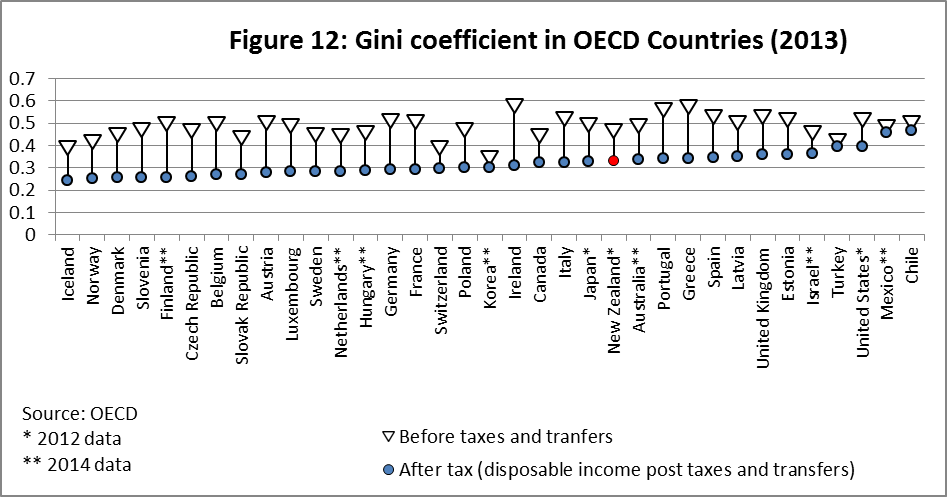 Figure 12: Gini coefficient in OECD Countries (2013)
0.7
0.6
0.5
0.4
0.3
0.2
0.1
0
Iceland
Norway
Denmark
Slovenia
Finland**
Czech Republic
Belgium
Slovak Republic
Austria
Luxembourg
Sweden
Netherlands**
Hungary**
Germany
France
Switzerland
Poland
Korea**
Ireland
Canada
Italy
Japan*
New Zealand*
Australia**
Portugal
Greece
Spain
Latvia
United Kingdom
Estonia
Israel**
Turkey
United States*
Mexico**
Chile
Source: OECD
* 2012 data
** 2014 data
Before taxes and tranfers
After tax (disposable income post taxes and transfers)